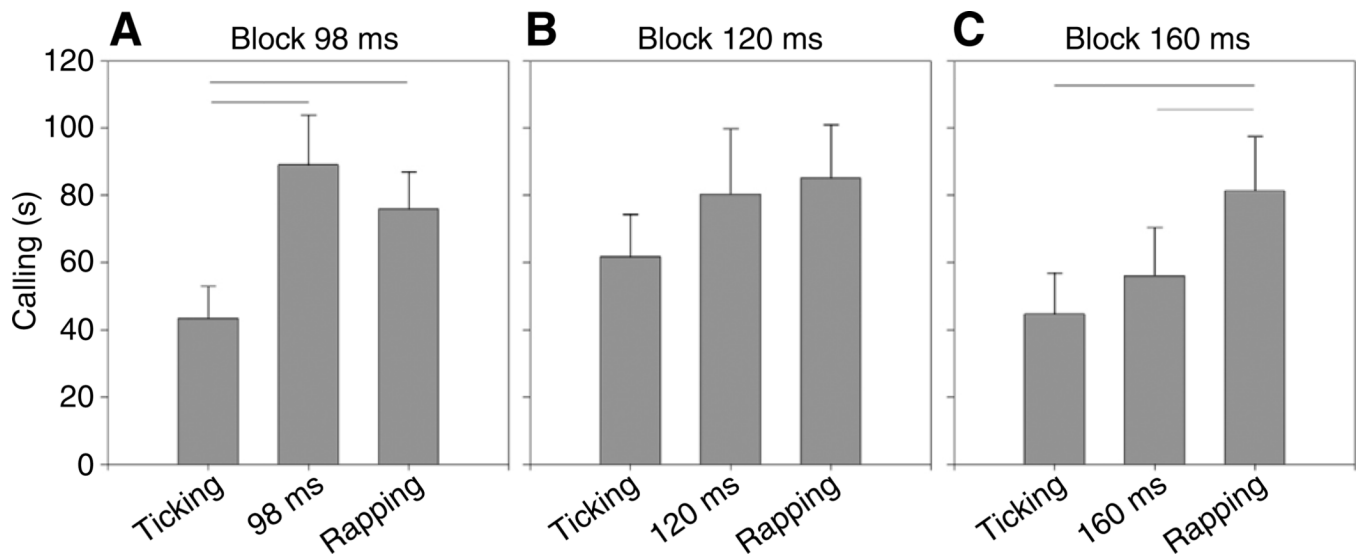 A Block 98 ms
B Block 120 ms
C Block 160 ms
Calling (s)
120
100
80
60
40
20
0
Ticking 98 ms Rapping
Ticking 120 ms Rapping
Ticking 160 ms Rapping